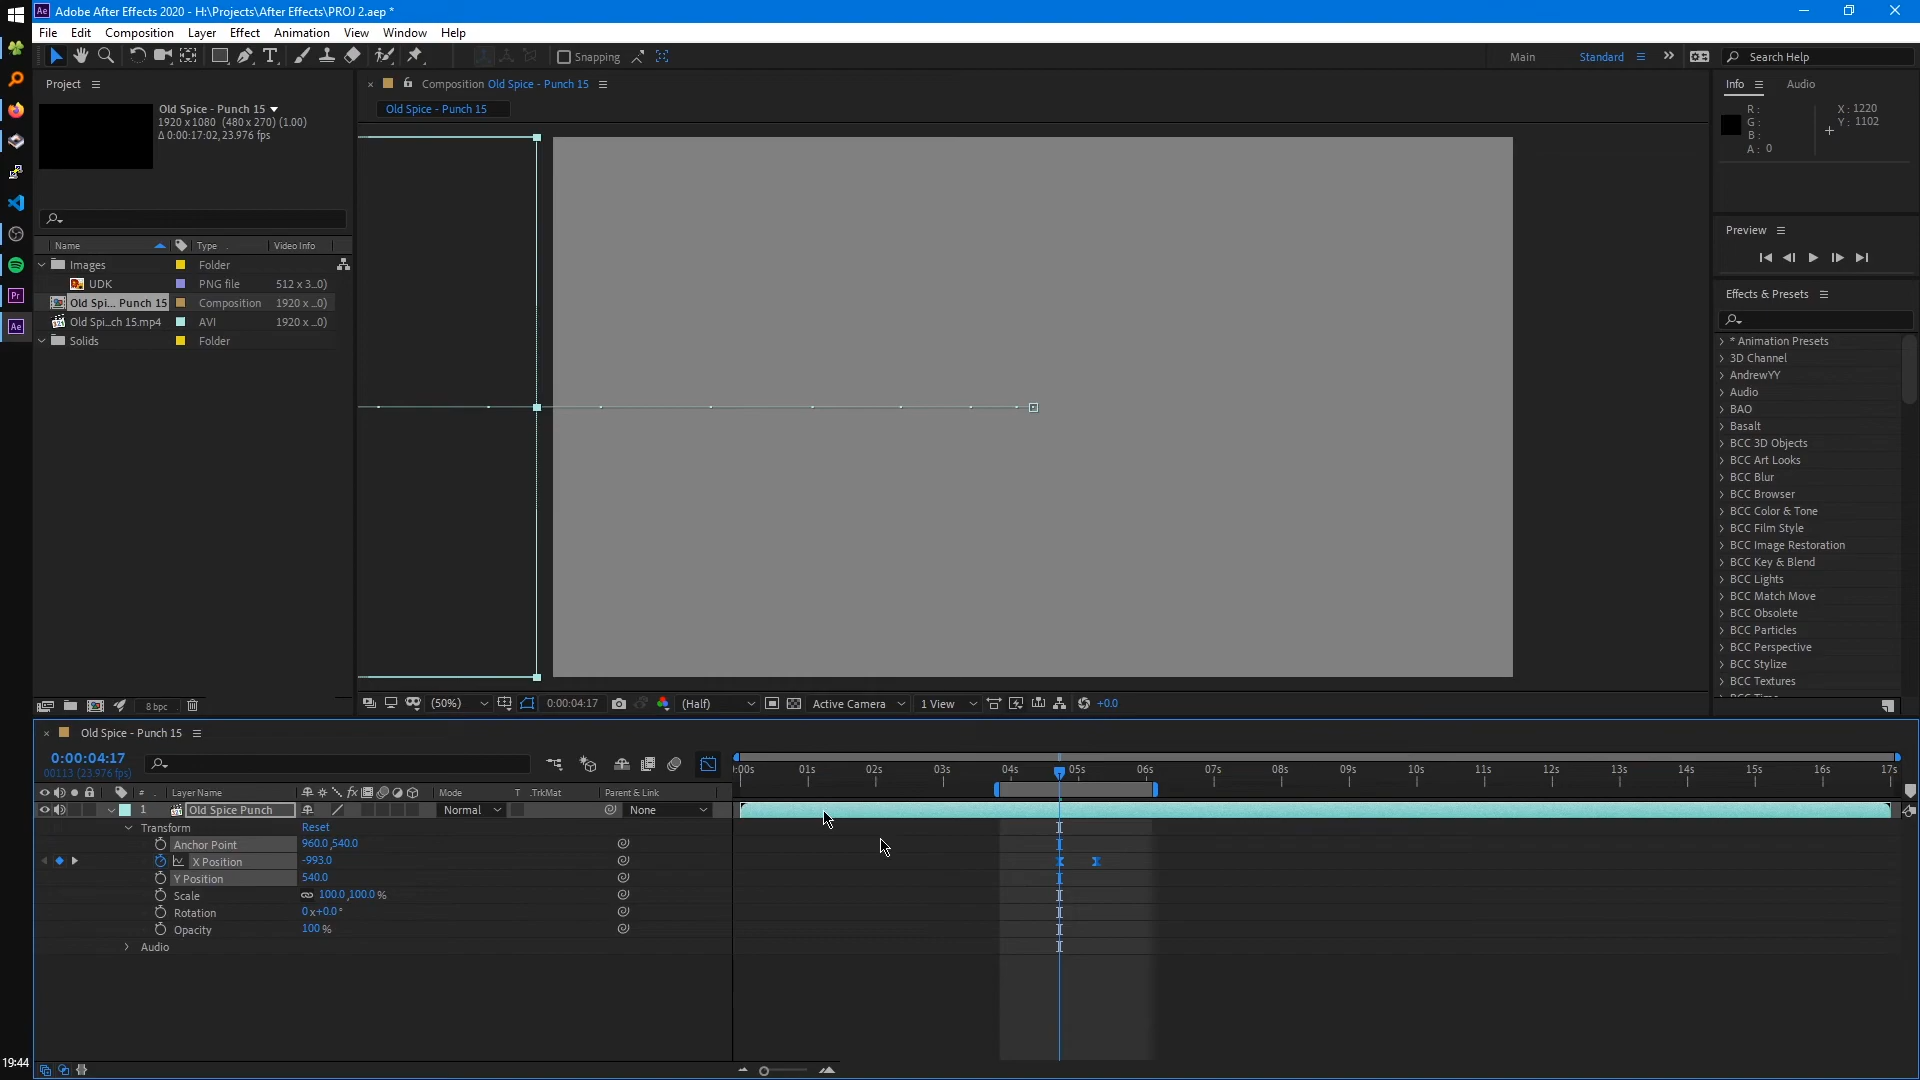 Adobe After Effects 2020 - H:\Projects\After Effects\PROJ 2.aep *
File Edit Composition Layer Effect Animation View Window Help
Snapping
Main Standard Search Help
Project
Old Spice - Punch 15
1920 x 1080 (480 x 270) (1.00)
Δ 0:00:17:02, 23.976 fps
Name Type Video Info
Images Folder
UDK PNG file 512 x 3...0)
Old Spi... Punch 15 Composition 1920 x ..0)
Old Spi...ch 15.mp4 AVI 1920 x ..0)
Solids Folder
8 bpc
Composition Old Spice - Punch 15
Old Spice - Punch 15
(50%) 0:00:04:17 (Half) Active Camera 1 View +0.0
Info Audio
R :
G :
B :
A : 0
X : 1220
Y : 1102
Preview
Effects & Presets
* Animation Presets
3D Channel
AndrewYY
Audio
BAO
Basalt
BCC 3D Objects
BCC Art Looks
BCC Blur
BCC Browser
BCC Color & Tone
BCC Film Style
BCC Image Restoration
BCC Key & Blend
BCC Lights
BCC Match Move
BCC Obsolete
BCC Particles
BCC Perspective
BCC Stylize
BCC Textures
BCC Time
Old Spice - Punch 15
0:00:04:17
00113 (23.976 fps)
:00s 01s 02s 03s 04s 05s 06s 07s 08s 09s 10s 11s 12s 13s 14s 15s 16s 17s
# Layer Name Mode T .TrkMat Parent & Link
1 Old Spice Punch Normal None
Transform Reset
Anchor Point 960.0,540.0
X Position -993.0
Y Position 540.0
Scale 100.0,100.0 %
Rotation 0x+0.0°
Opacity 100 %
Audio
19:44